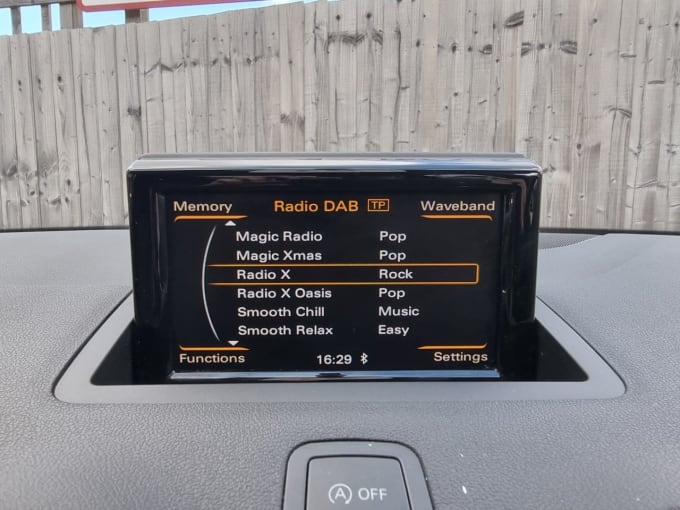 Memory Radio DAB TP Waveband
Magic Radio Pop
Magic Xmas Pop
Radio X Rock
Radio X Oasis Pop
Smooth Chill Music
Smooth Relax Easy
Functions 16:29 Settings
A OFF